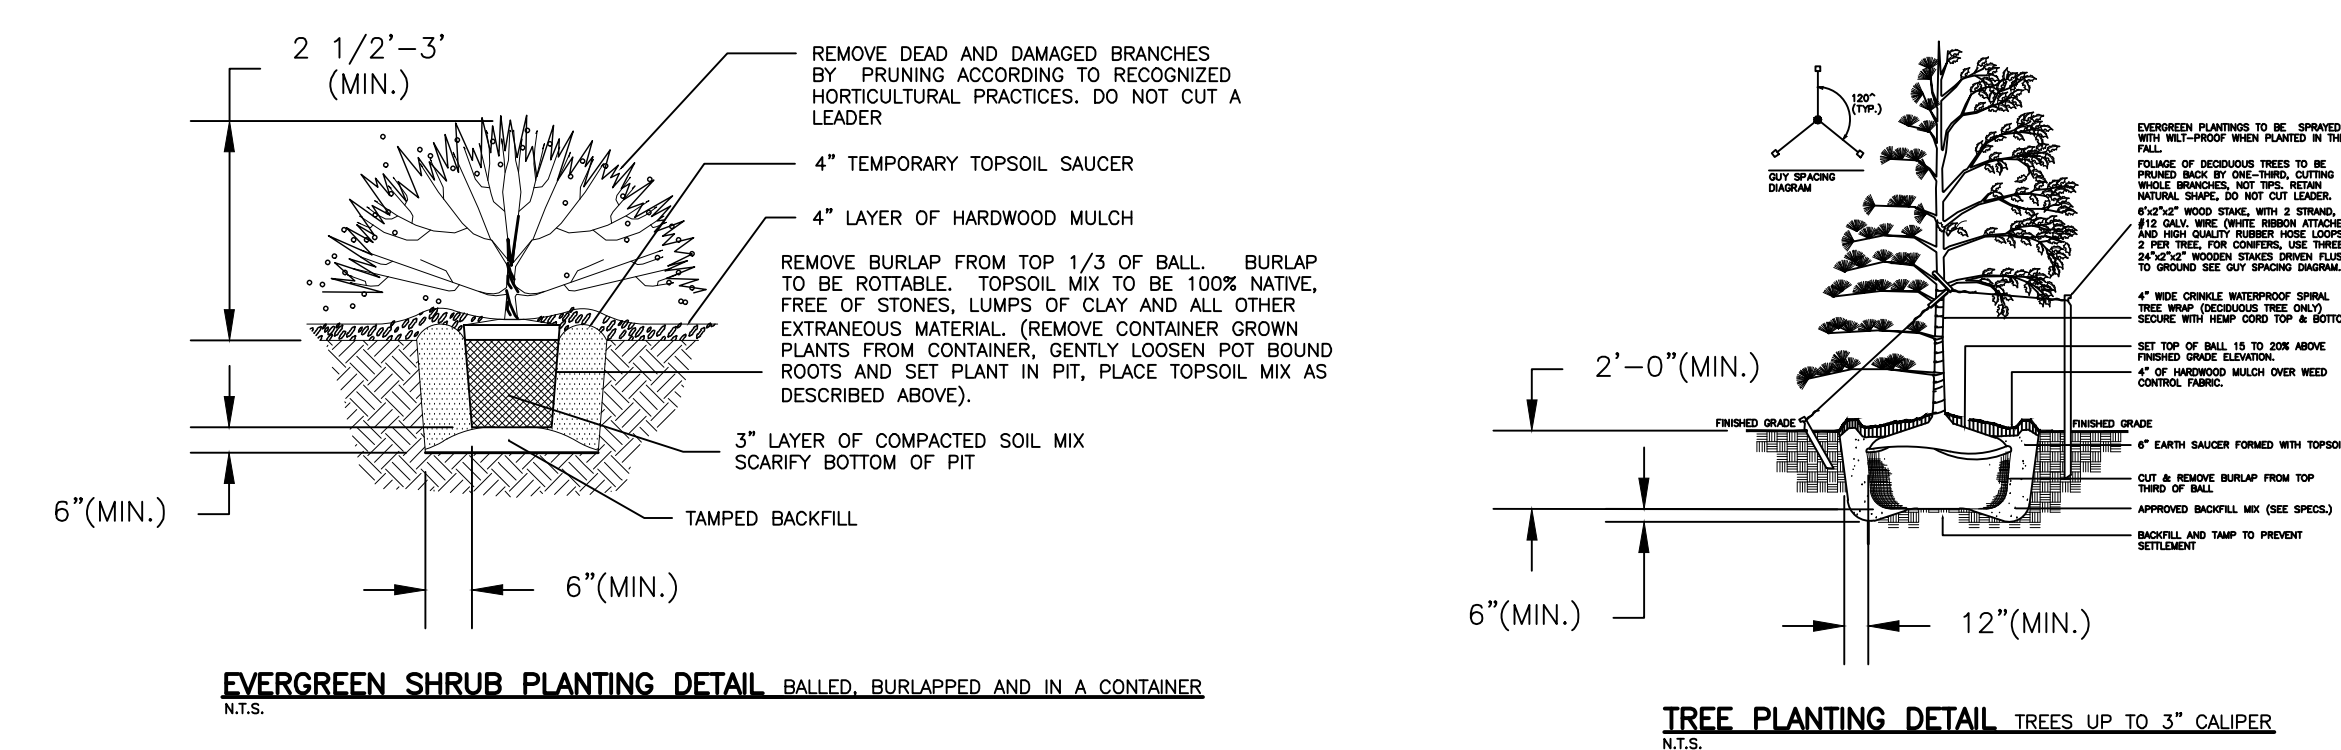 2 1/2'-3'
(MIN.)
REMOVE DEAD AND DAMAGED BRANCHES
BY PRUNING ACCORDING TO RECOGNIZED
HORTICULTURAL PRACTICES. DO NOT CUT A
LEADER
4" TEMPORARY TOPSOIL SAUCER
4" LAYER OF HARDWOOD MULCH
REMOVE BURLAP FROM TOP 1/3 OF BALL. BURLAP
TO BE ROTTABLE. TOPSOIL MIX TO BE 100% NATIVE,
FREE OF STONES, LUMPS OF CLAY AND ALL OTHER
EXTRANEOUS MATERIAL. (REMOVE CONTAINER GROWN
PLANTS FROM CONTAINER, GENTLY LOOSEN POT BOUND
ROOTS AND SET PLANT IN PIT, PLACE TOPSOIL MIX AS
DESCRIBED ABOVE).
3" LAYER OF COMPACTED SOIL MIX
SCARIFY BOTTOM OF PIT
TAMPED BACKFILL
6"(MIN.)
6"(MIN.)
EVERGREEN SHRUB PLANTING DETAIL BALLED, BURLAPPED AND IN A CONTAINER
N.T.S.
120^
(TYP.)
GUY SPACING
DIAGRAM
EVERGREEN PLANTINGS TO BE SPRAYED
WITH WILT-PROOF WHEN PLANTED IN TH
FALL.
FOLIAGE OF DECIDUOUS TREES TO BE
PRUNED BACK BY ONE-THIRD, CUTTING
WHOLE BRANCHES, NOT TIPS. RETAIN
NATURAL SHAPE, DO NOT CUT LEADER.
6'x2"x2" WOOD STAKE, WITH 2 STRAND,
#12 GALV. WIRE (WHITE RIBBON ATTACHE
AND HIGH QUALITY RUBBER HOSE LOOPS
2 PER TREE, FOR CONIFERS, USE THREE
24"x2"x2" WOODEN STAKES DRIVEN FLUS
TO GROUND SEE GUY SPACING DIAGRAM.
4" WIDE CRINKLE WATERPROOF SPIRAL
TREE WRAP (DECIDUOUS TREE ONLY)
SECURE WITH HEMP CORD TOP & BOTTO
SET TOP OF BALL 15 TO 20% ABOVE
FINISHED GRADE ELEVATION.
4" OF HARDWOOD MULCH OVER WEED
CONTROL FABRIC.
2'-0"(MIN.)
FINISHED GRADE
FINISHED GRADE
6" EARTH SAUCER FORMED WITH TOPSOI
CUT & REMOVE BURLAP FROM TOP
THIRD OF BALL
APPROVED BACKFILL MIX (SEE SPECS.)
BACKFILL AND TAMP TO PREVENT
SETTLEMENT
6"(MIN.)
12"(MIN.)
TREE PLANTING DETAIL TREES UP TO 3" CALIPER
N.T.S.